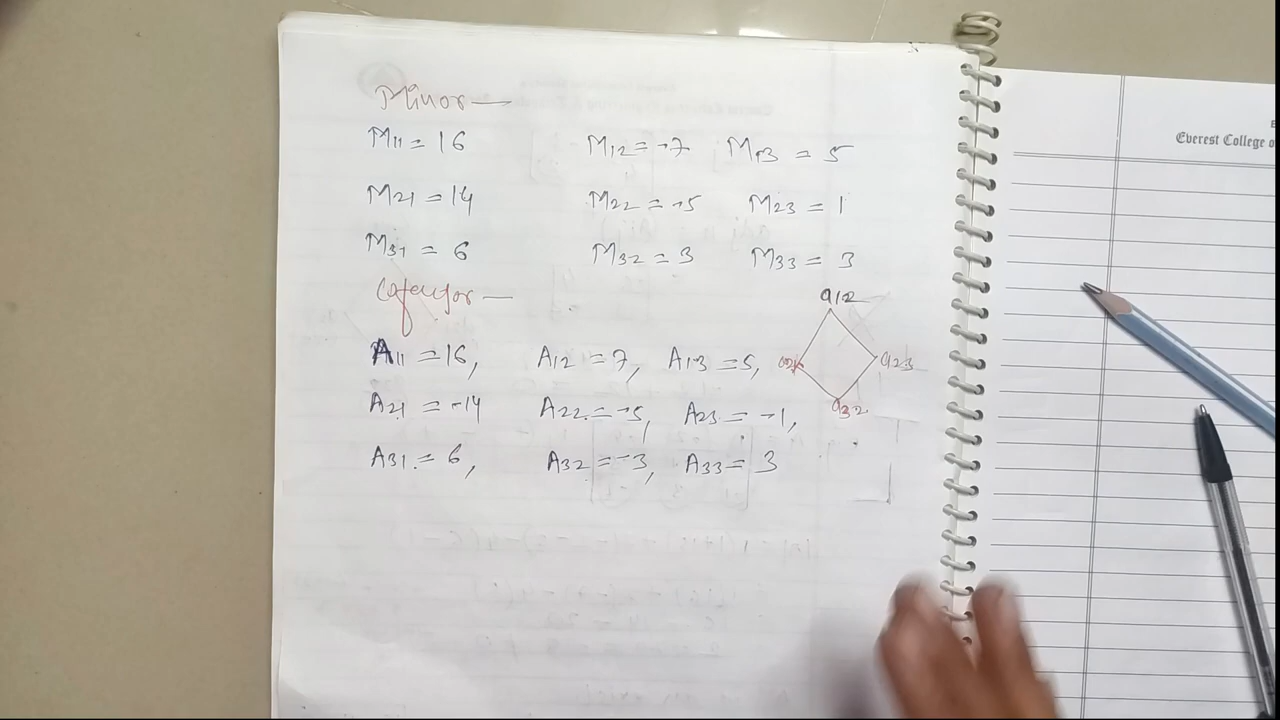 Minor —
M11 = 16 M12 = -7 M13 = 5
M21 = 14 M22 = -5 M23 = 1
M31 = 6 M32 = 3 M33 = 3
Cofactor —
A11 = 16, A12 = 7, A13 = 5,
A21 = -14 A22 = -5, A23 = -1,
A31 = 6, A32 = -3, A33 = 3
a12
a21 a23
a32
Everest College o